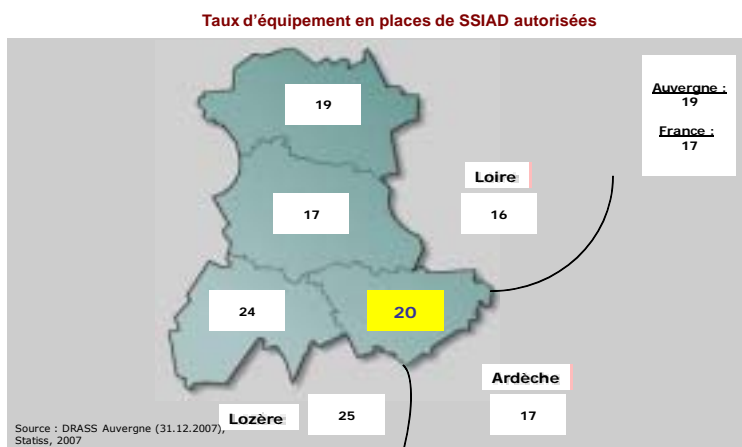 Taux d'équipement en places de SSIAD autorisées
Auvergne :
19
France :
17
19
Loire
16
17
24
20
Ardèche
17
Lozère
25
Source : DRASS Auvergne (31.12.2007),
Statiss, 2007